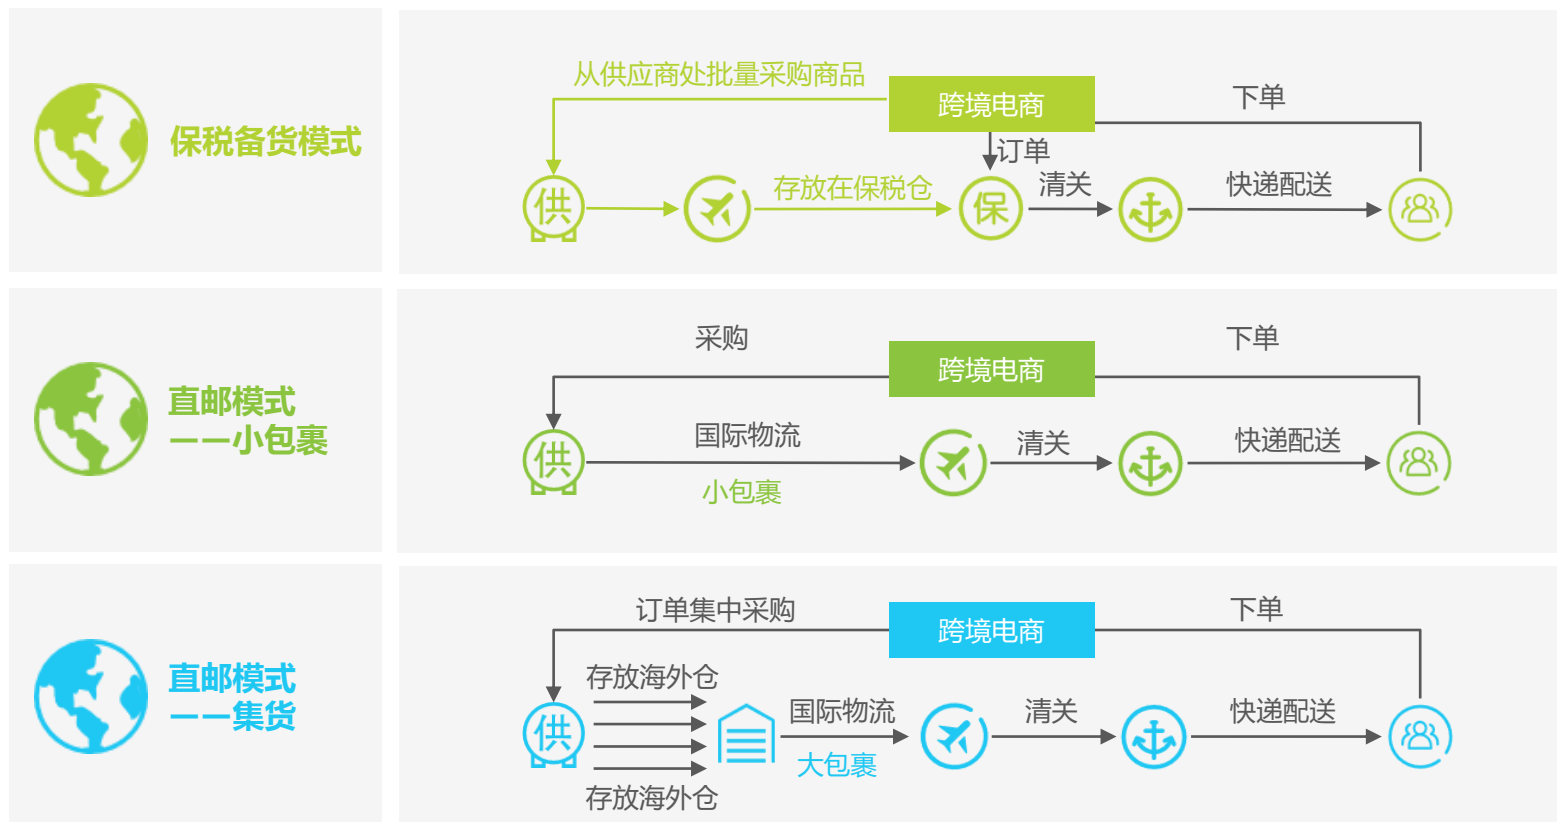 保税备货模式
从供应商处批量采购商品
跨境电商
下单
订单
供
存放在保税仓
保
清关
快递配送
直邮模式
——小包裹
采购
跨境电商
下单
供
国际物流
小包裹
清关
快递配送
直邮模式
——集货
订单集中采购
跨境电商
下单
存放海外仓
供
国际物流
大包裹
清关
快递配送
存放海外仓